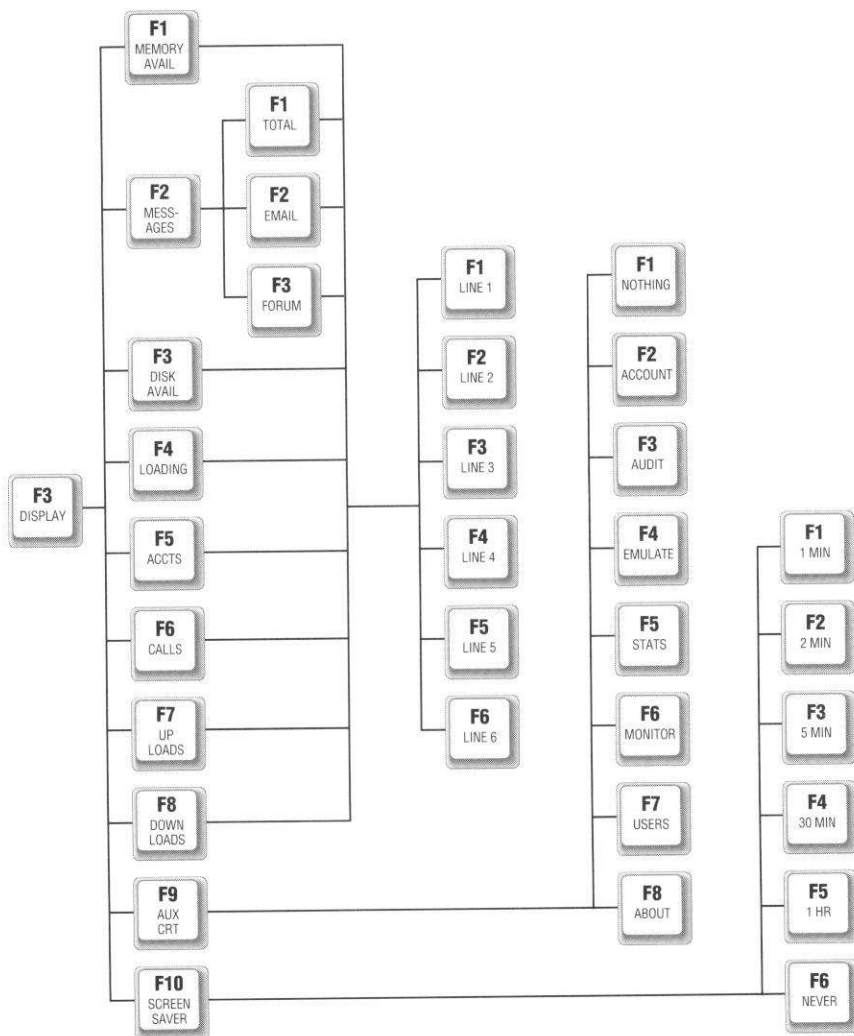 F3
DISPLAY
F1
MEMORY
AVAIL
F2
MESS-
AGES
F3
DISK
AVAIL
F4
LOADING
F5
ACCTS
F6
CALLS
F7
UP
LOADS
F8
DOWN
LOADS
F9
AUX
CRT
F10
SCREEN
SAVER
F1
TOTAL
F2
EMAIL
F3
FORUM
F1
LINE 1
F2
LINE 2
F3
LINE 3
F4
LINE 4
F5
LINE 5
F6
LINE 6
F1
NOTHING
F2
ACCOUNT
F3
AUDIT
F4
EMULATE
F5
STATS
F6
MONITOR
F7
USERS
F8
ABOUT
F1
1 MIN
F2
2 MIN
F3
5 MIN
F4
30 MIN
F5
1 HR
F6
NEVER